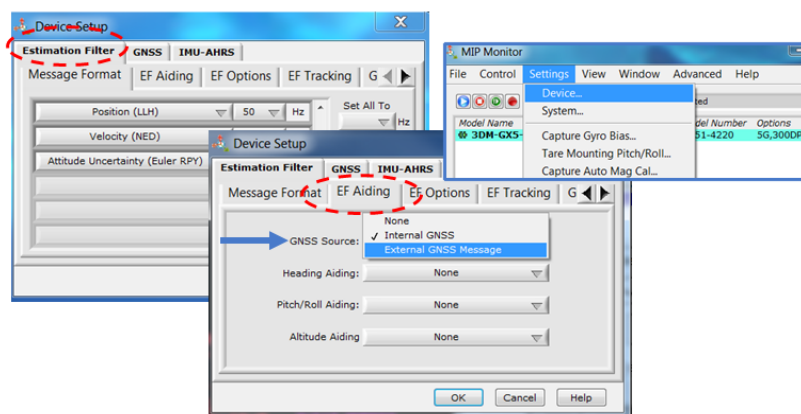 Device Setup
Estimation Filter GNSS IMU-AHRS
Message Format EF Aiding EF Options EF Tracking G
Position (LLH) 50 Hz
Set All To
Hz
Velocity (NED)
Attitude Uncertainty (Euler RPY)
MIP Monitor
File Control Settings View Window Advanced Help
Device...
System...
Capture Gyro Bias...
Tare Mounting Pitch/Roll...
Capture Auto Mag Cal...
Model Name
3DM-GX5-
Model Number Options
51-4220 5G,300DP
Device Setup
Estimation Filter GNSS IMU-AHRS
Message Format EF Aiding EF Options EF Tracking G
GNSS Source:
None
✓ Internal GNSS
External GNSS Message
Heading Aiding: None
Pitch/Roll Aiding: None
Altitude Aiding None
OK Cancel Help